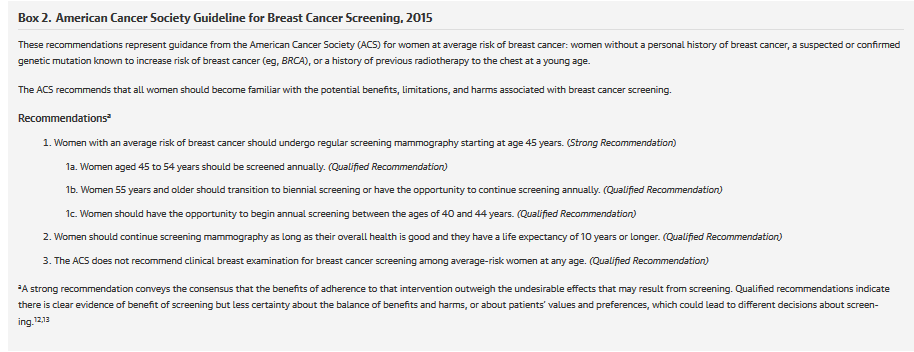 Box 2. American Cancer Society Guideline for Breast Cancer Screening, 2015
These recommendations represent guidance from the American Cancer Society (ACS) for women at average risk of breast cancer: women without a personal history of breast cancer, a suspected or confirmed
genetic mutation known to increase risk of breast cancer (eg, BRCA), or a history of previous radiotherapy to the chest at a young age.
The ACS recommends that all women should become familiar with the potential benefits, limitations, and harms associated with breast cancer screening.
Recommendationsᵃ
1. Women with an average risk of breast cancer should undergo regular screening mammography starting at age 45 years. (Strong Recommendation)
1a. Women aged 45 to 54 years should be screened annually. (Qualified Recommendation)
1b. Women 55 years and older should transition to biennial screening or have the opportunity to continue screening annually. (Qualified Recommendation)
1c. Women should have the opportunity to begin annual screening between the ages of 40 and 44 years. (Qualified Recommendation)
2. Women should continue screening mammography as long as their overall health is good and they have a life expectancy of 10 years or longer. (Qualified Recommendation)
3. The ACS does not recommend clinical breast examination for breast cancer screening among average-risk women at any age. (Qualified Recommendation)
ᵃA strong recommendation conveys the consensus that the benefits of adherence to that intervention outweigh the undesirable effects that may result from screening. Qualified recommendations indicate
there is clear evidence of benefit of screening but less certainty about the balance of benefits and harms, or about patients' values and preferences, which could lead to different decisions about screen-
ing.¹²,¹³